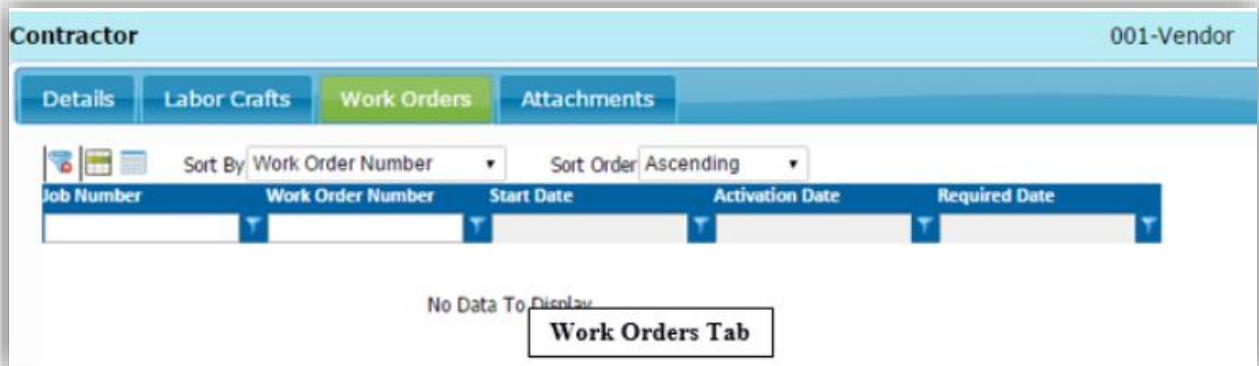 Contractor 001-Vendor
Details Labor Crafts Work Orders Attachments
Sort By Work Order Number Sort Order Ascending
Job Number Work Order Number Start Date Activation Date Required Date
No Data To Display
Work Orders Tab